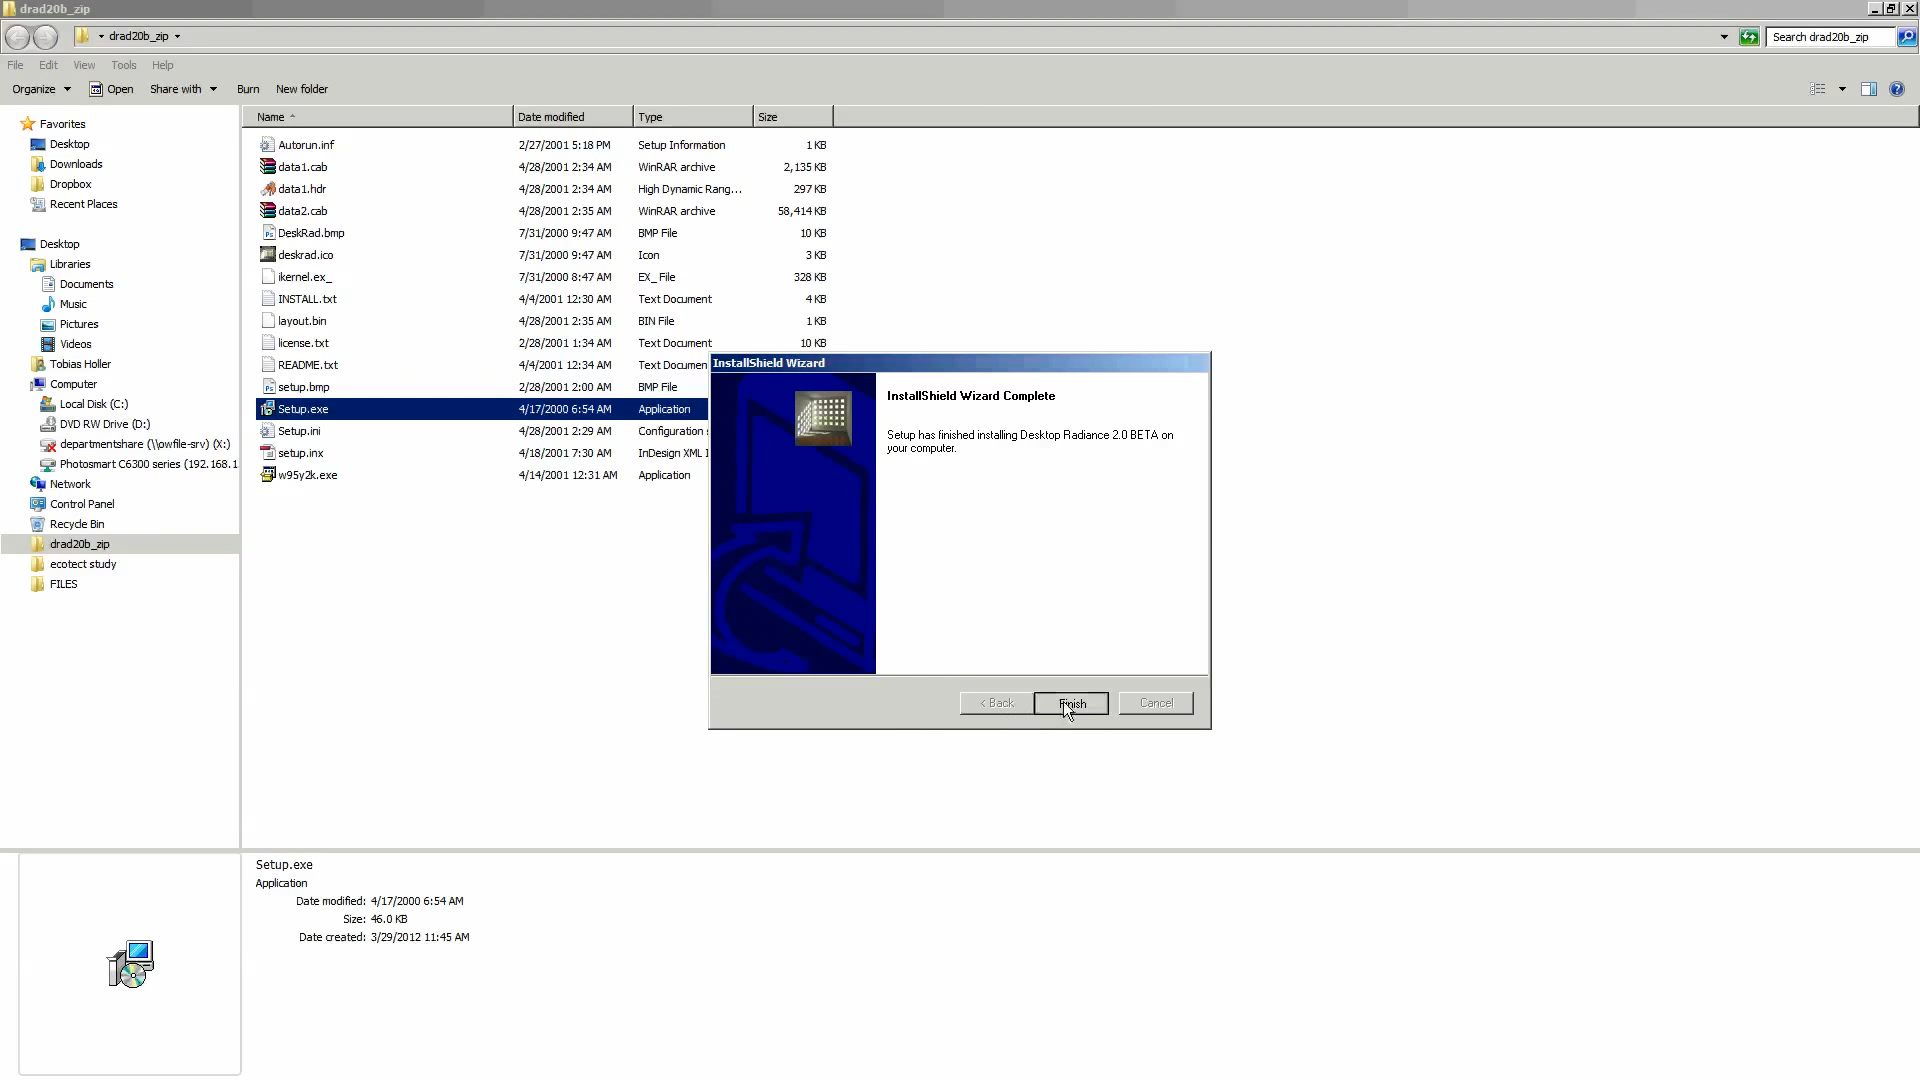 drad20b_zip
drad20b_zip
Search drad20b_zip
File Edit View Tools Help
Organize Open Share with Burn New folder
Favorites
Desktop
Downloads
Dropbox
Recent Places
Desktop
Libraries
Documents
Music
Pictures
Videos
Tobias Holler
Computer
Local Disk (C:)
DVD RW Drive (D:)
departmentshare (\\owfile-srv) (X:)
Photosmart C6300 series (192.168.1
Network
Control Panel
Recycle Bin
drad20b_zip
ecotect study
FILES
Name Date modified Type Size
Autorun.inf 2/27/2001 5:18 PM Setup Information 1 KB
data1.cab 4/28/2001 2:34 AM WinRAR archive 2,135 KB
data1.hdr 4/28/2001 2:34 AM High Dynamic Rang... 297 KB
data2.cab 4/28/2001 2:35 AM WinRAR archive 58,414 KB
DeskRad.bmp 7/31/2000 9:47 AM BMP File 10 KB
deskrad.ico 7/31/2000 9:47 AM Icon 3 KB
ikernel.ex_ 7/31/2000 8:47 AM EX_ File 328 KB
INSTALL.txt 4/4/2001 12:30 AM Text Document 4 KB
layout.bin 4/28/2001 2:35 AM BIN File 1 KB
license.txt 2/28/2001 1:34 AM Text Document 10 KB
README.txt 4/4/2001 12:34 AM Text Documen
setup.bmp 2/28/2001 2:00 AM BMP File
Setup.exe 4/17/2000 6:54 AM Application
Setup.ini 4/28/2001 2:29 AM Configuration s
setup.inx 4/18/2001 7:30 AM InDesign XML I
w95y2k.exe 4/14/2001 12:31 AM Application
InstallShield Wizard
InstallShield Wizard Complete
Setup has finished installing Desktop Radiance 2.0 BETA on
your computer.
< Back Finish Cancel
Setup.exe
Application
Date modified: 4/17/2000 6:54 AM
Size: 46.0 KB
Date created: 3/29/2012 11:45 AM